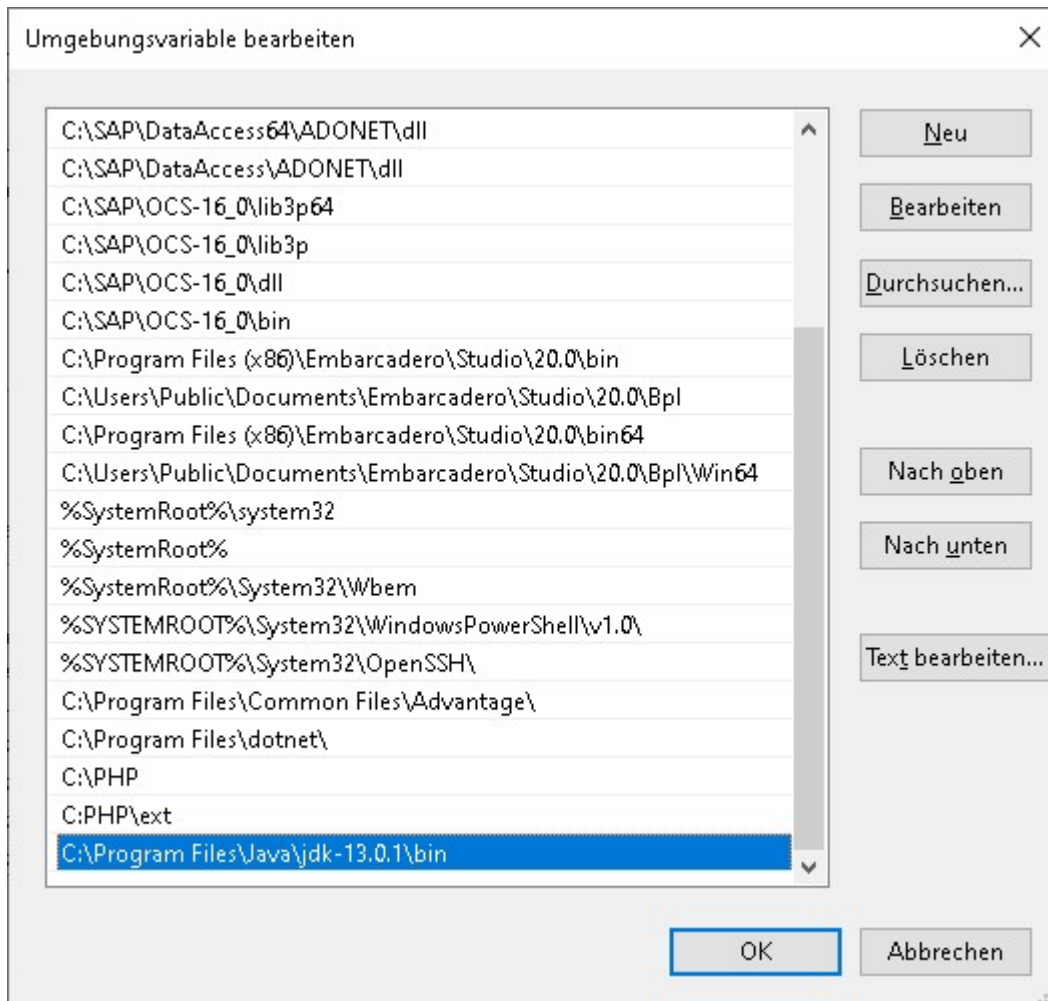 Umgebungsvariable bearbeiten
C:\SAP\DataAccess64\ADONET\dll
C:\SAP\DataAccess\ADONET\dll
C:\SAP\OCS-16_0\lib3p64
C:\SAP\OCS-16_0\lib3p
C:\SAP\OCS-16_0\dll
C:\SAP\OCS-16_0\bin
C:\Program Files (x86)\Embarcadero\Studio\20.0\bin
C:\Users\Public\Documents\Embarcadero\Studio\20.0\Bpl
C:\Program Files (x86)\Embarcadero\Studio\20.0\bin64
C:\Users\Public\Documents\Embarcadero\Studio\20.0\Bpl\Win64
%SystemRoot%\system32
%SystemRoot%
%SystemRoot%\System32\Wbem
%SYSTEMROOT%\System32\WindowsPowerShell\v1.0\
%SYSTEMROOT%\System32\OpenSSH\
C:\Program Files\Common Files\Advantage\
C:\Program Files\dotnet\
C:\PHP
C:PHP\ext
C:\Program Files\Java\jdk-13.0.1\bin
Neu
Bearbeiten
Durchsuchen...
Löschen
Nach oben
Nach unten
Text bearbeiten...
OK
Abbrechen